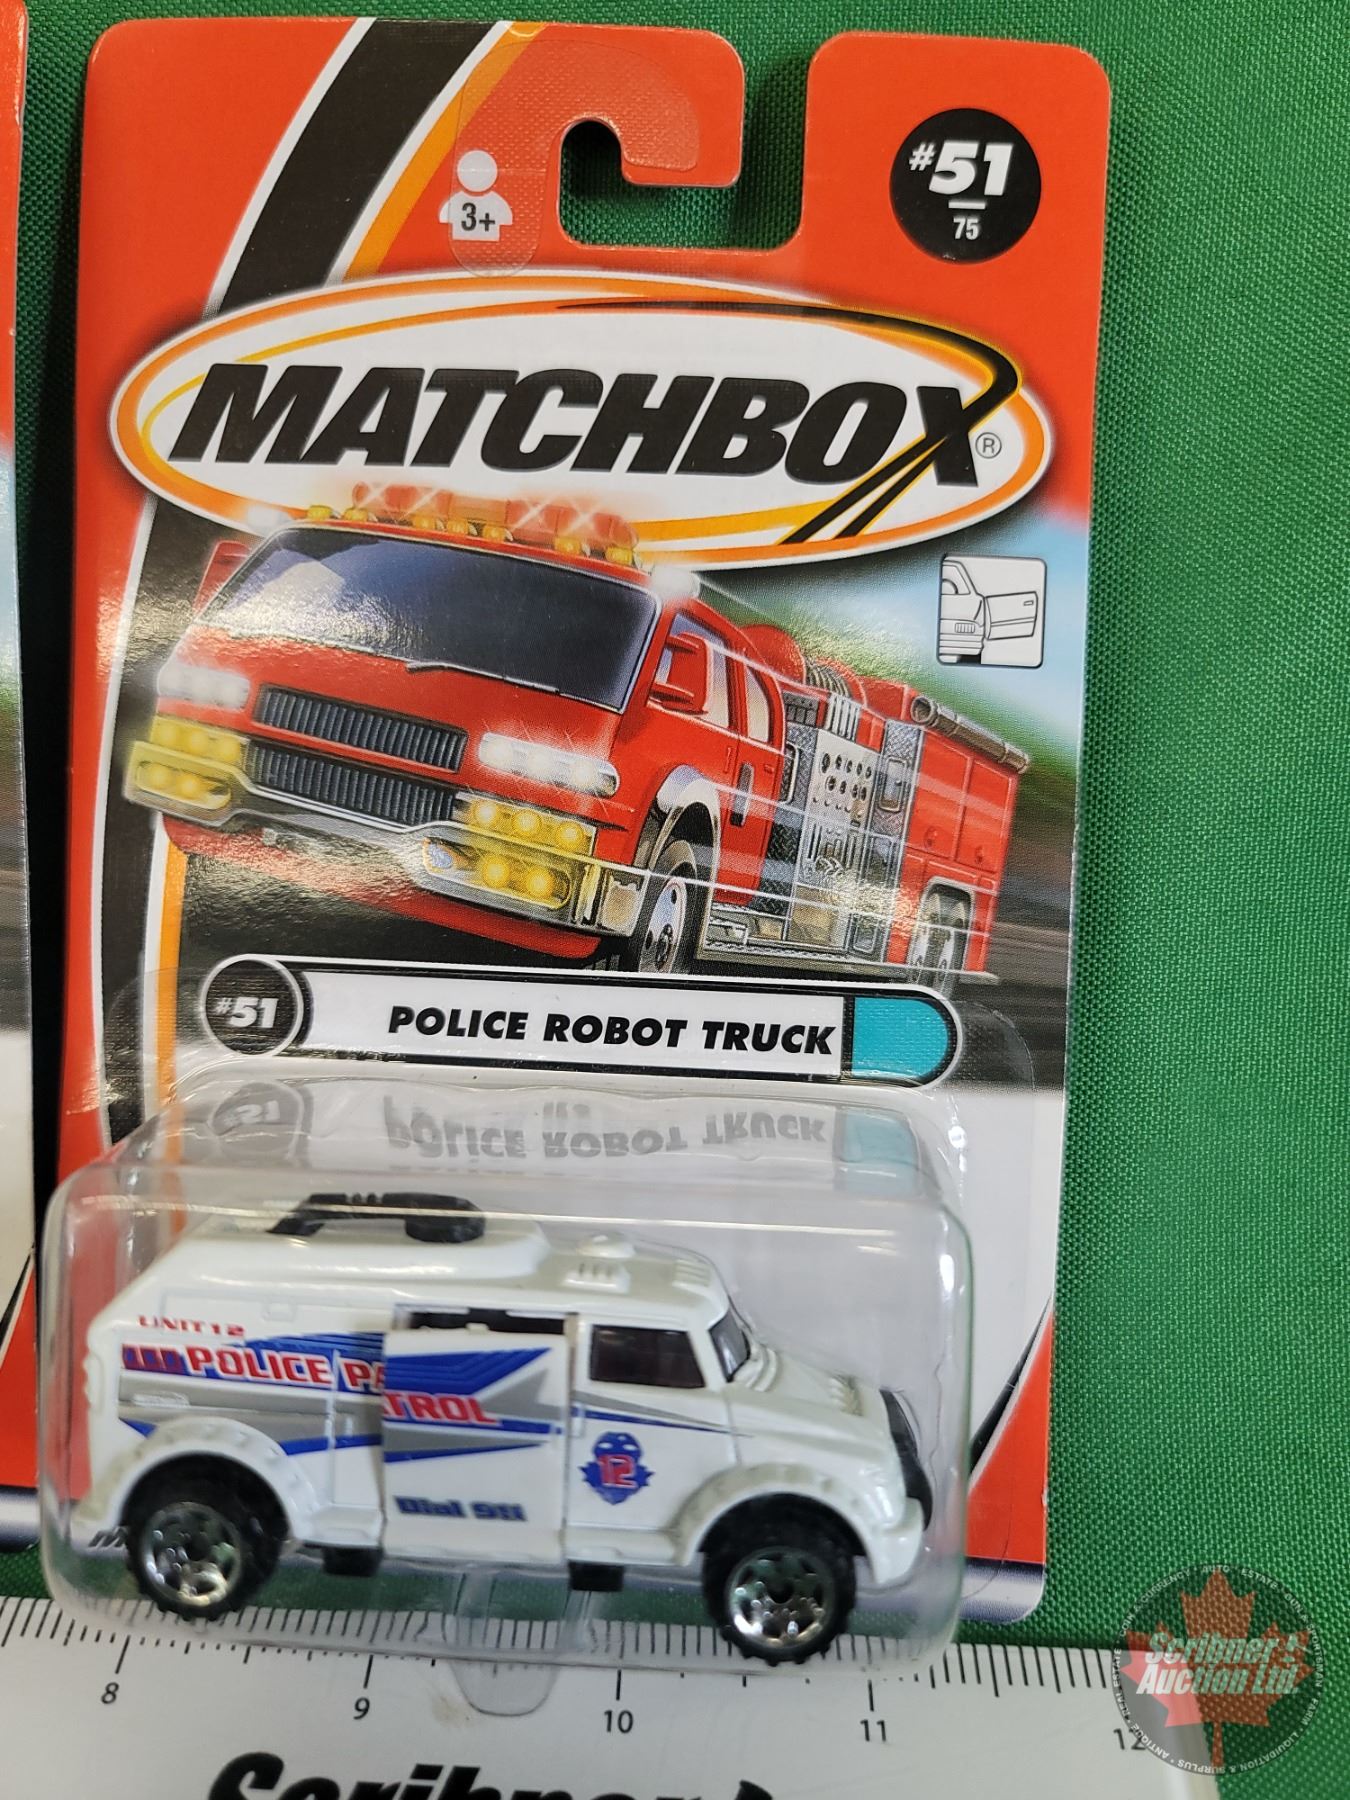 #51
75
3+
MATCHBOX®
#51 POLICE ROBOT TRUCK
UNIT 12
POLICE PA
TROL
12
Dial 911
8 9 10 11 12
Scribner
Scribner's
Auction Ltd.